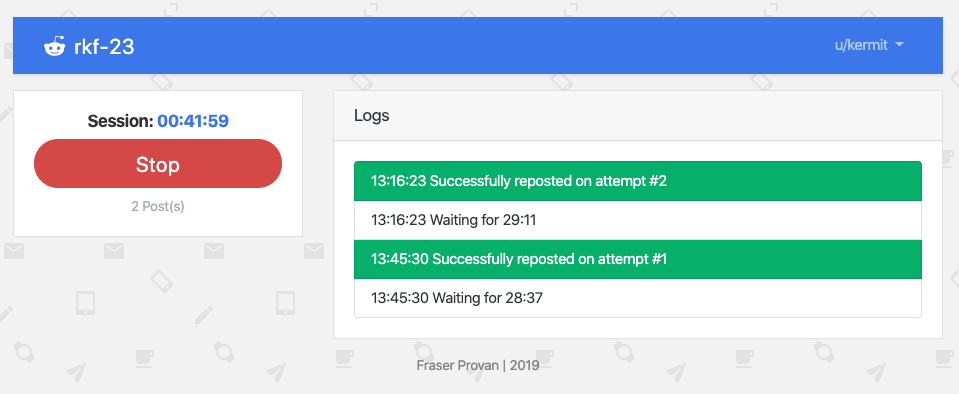 rkf-23
u/kermit
Session: 00:41:59
Stop
2 Post(s)
Logs
13:16:23 Successfully reposted on attempt #2
13:16:23 Waiting for 29:11
13:45:30 Successfully reposted on attempt #1
13:45:30 Waiting for 28:37
Fraser Provan | 2019